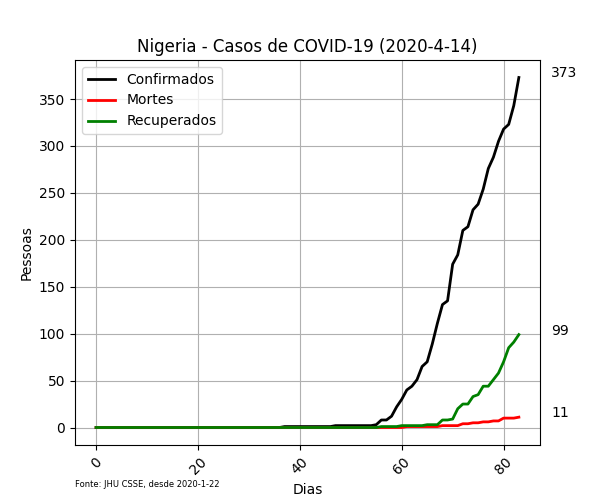 Nigeria - Casos de COVID-19 (2020-4-14)
Confirmados
Mortes
Recuperados
373
99
11
350
300
250
200
150
100
50
0
Pessoas
0 20 40 60 80
Fonte: JHU CSSE, desde 2020-1-22
Dias